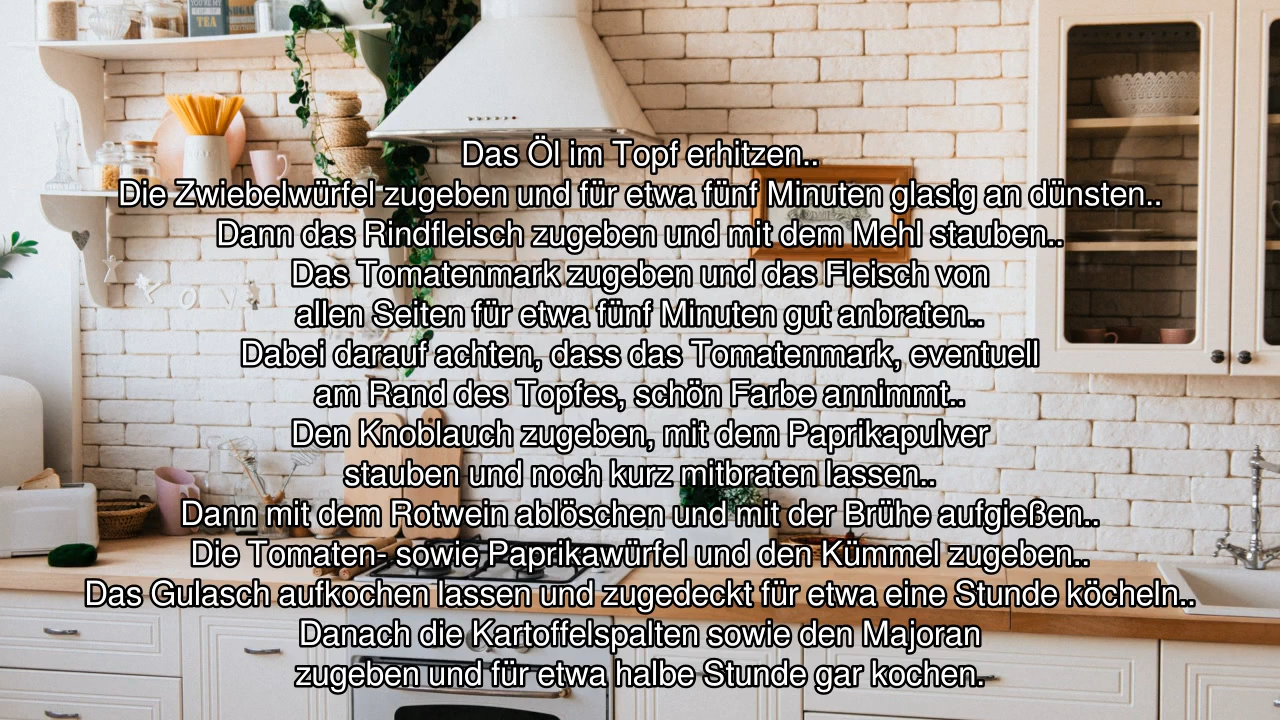 TEA
Das Öl im Topf erhitzen..
Die Zwiebelwürfel zugeben und für etwa fünf Minuten glasig an dünsten..
Dann das Rindfleisch zugeben und mit dem Mehl stauben..
Das Tomatenmark zugeben und das Fleisch von
allen Seiten für etwa fünf Minuten gut anbraten..
Dabei darauf achten, dass das Tomatenmark, eventuell
am Rand des Topfes, schön Farbe annimmt..
Den Knoblauch zugeben, mit dem Paprikapulver
stauben und noch kurz mitbraten lassen..
Dann mit dem Rotwein ablöschen und mit der Brühe aufgießen..
Die Tomaten- sowie Paprikawürfel und den Kümmel zugeben..
Das Gulasch aufkochen lassen und zugedeckt für etwa eine Stunde köcheln..
Danach die Kartoffelspalten sowie den Majoran
zugeben und für etwa halbe Stunde gar kochen.